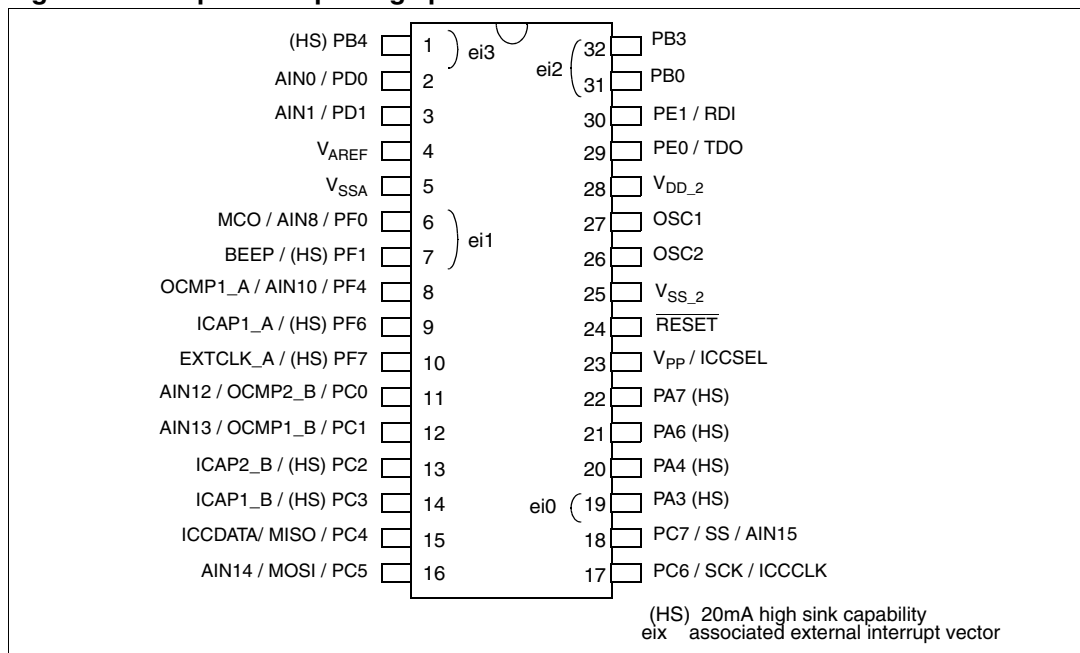 (HS) PB4 1 ei3
AIN0 / PD0 2
AIN1 / PD1 3
VAREF 4
VSSA 5
MCO / AIN8 / PF0 6
ei1
BEEP / (HS) PF1 7
OCMP1_A / AIN10 / PF4 8
ICAP1_A / (HS) PF6 9
EXTCLK_A / (HS) PF7 10
AIN12 / OCMP2_B / PC0 11
AIN13 / OCMP1_B / PC1 12
ICAP2_B / (HS) PC2 13
ICAP1_B / (HS) PC3 14
ICCDATA/ MISO / PC4 15
AIN14 / MOSI / PC5 16
32 PB3
ei2
31 PB0
30 PE1 / RDI
29 PE0 / TDO
28 VDD_2
27 OSC1
26 OSC2
25 VSS_2
24 RESET
23 VPP / ICCSEL
22 PA7 (HS)
21 PA6 (HS)
20 PA4 (HS)
ei0 19 PA3 (HS)
18 PC7 / SS / AIN15
17 PC6 / SCK / ICCCLK
(HS) 20mA high sink capability
eix associated external interrupt vector